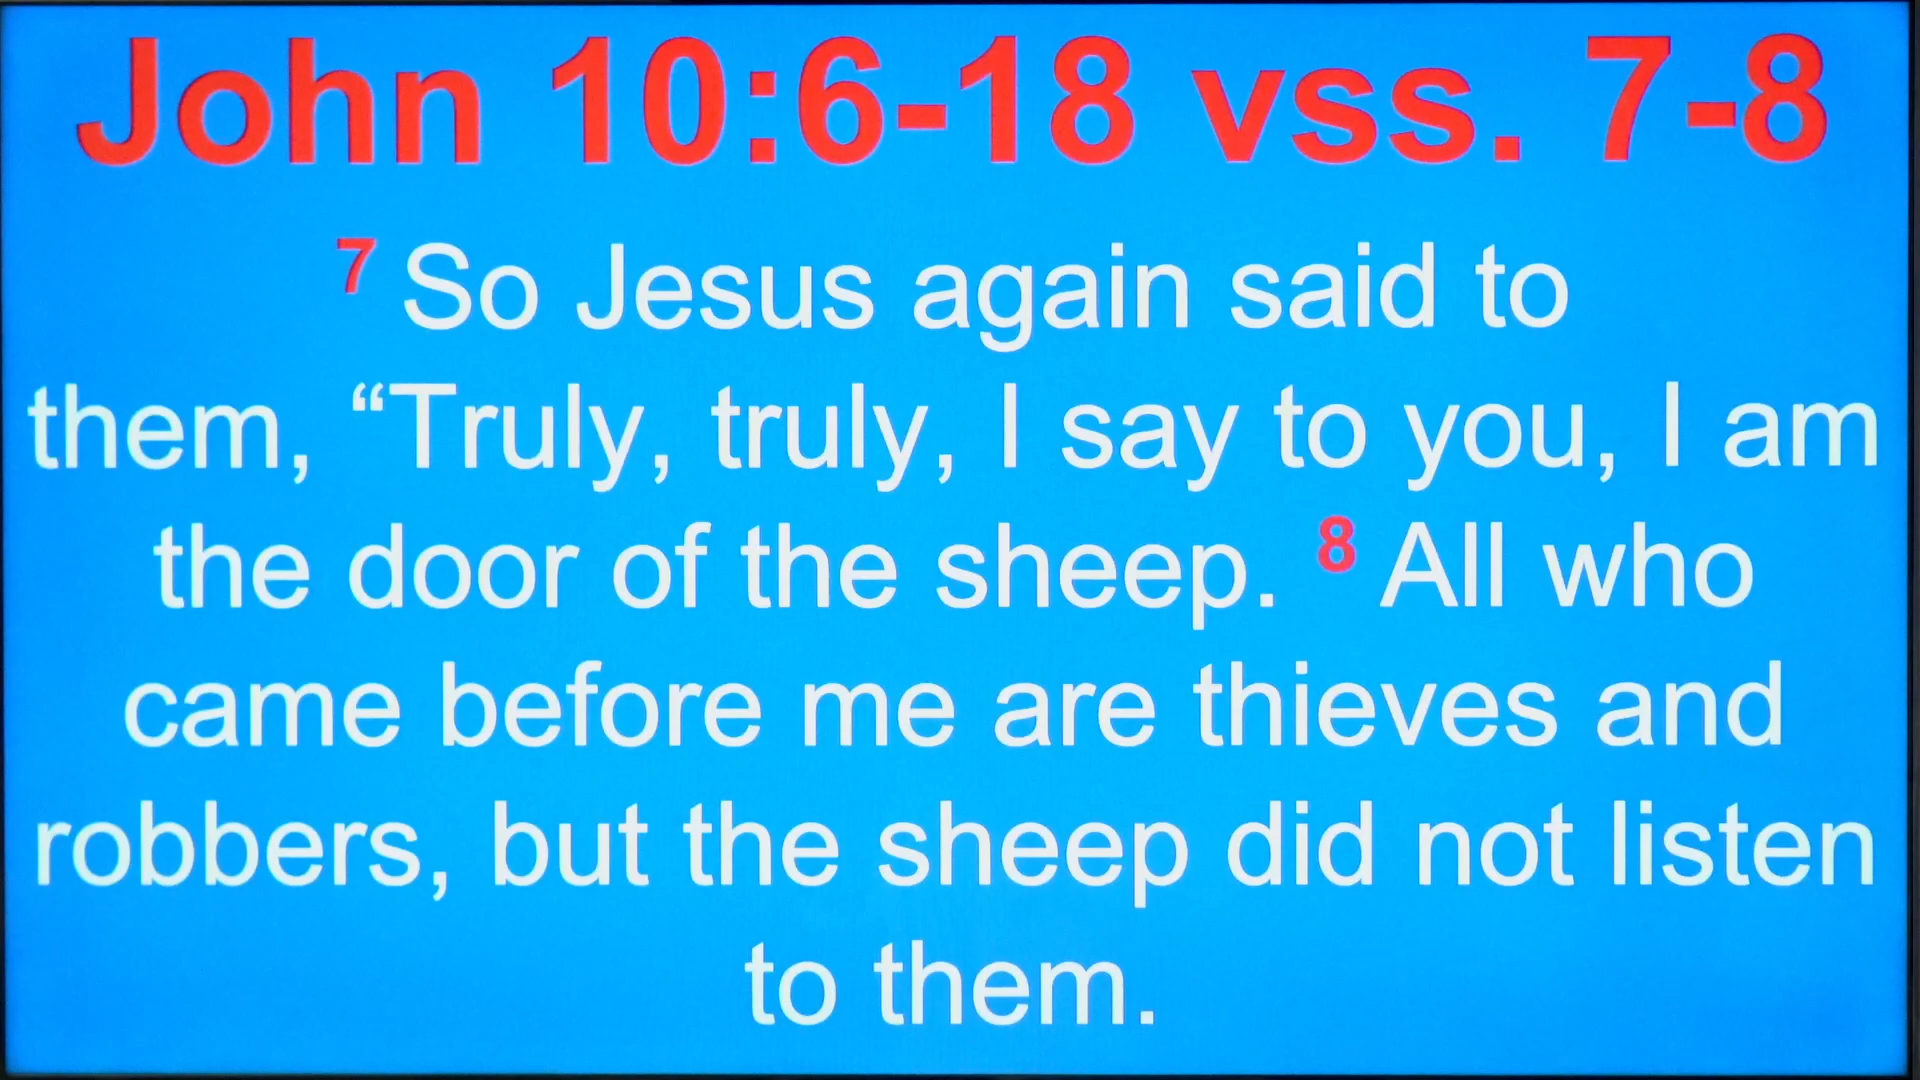 John 10:6-18 vss. 7-8
7 So Jesus again said to
them, “Truly, truly, I say to you, I am
the door of the sheep. 8 All who
came before me are thieves and
robbers, but the sheep did not listen
to them.